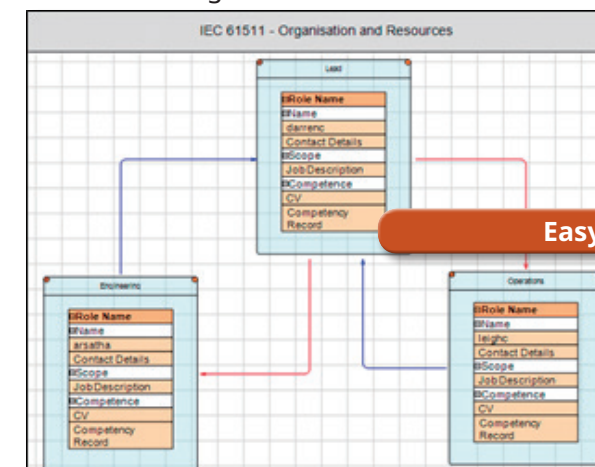 IEC 61511 - Organisation and Resources
Lead
Role Name
Name
darrenc
Contact Details
Scope
Job Description
Competence
CV
Competency
Record
Easy
Engineering
Role Name
Name
arsatha
Contact Details
Scope
Job Description
Competence
CV
Competency
Record
Operations
Role Name
Name
leighc
Contact Details
Scope
Job Description
Competence
CV
Competency
Record